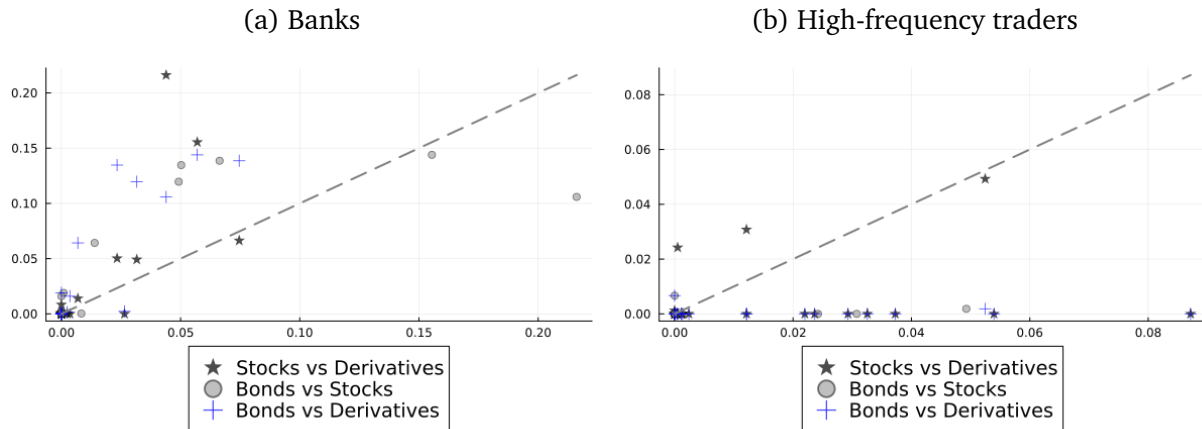 (a) Banks
(b) High-frequency traders
0.20
0.15
0.10
0.05
0.00
0.00 0.05 0.10 0.15 0.20
Stocks vs Derivatives
Bonds vs Stocks
Bonds vs Derivatives
0.08
0.06
0.04
0.02
0.00
0.00 0.02 0.04 0.06 0.08
Stocks vs Derivatives
Bonds vs Stocks
Bonds vs Derivatives